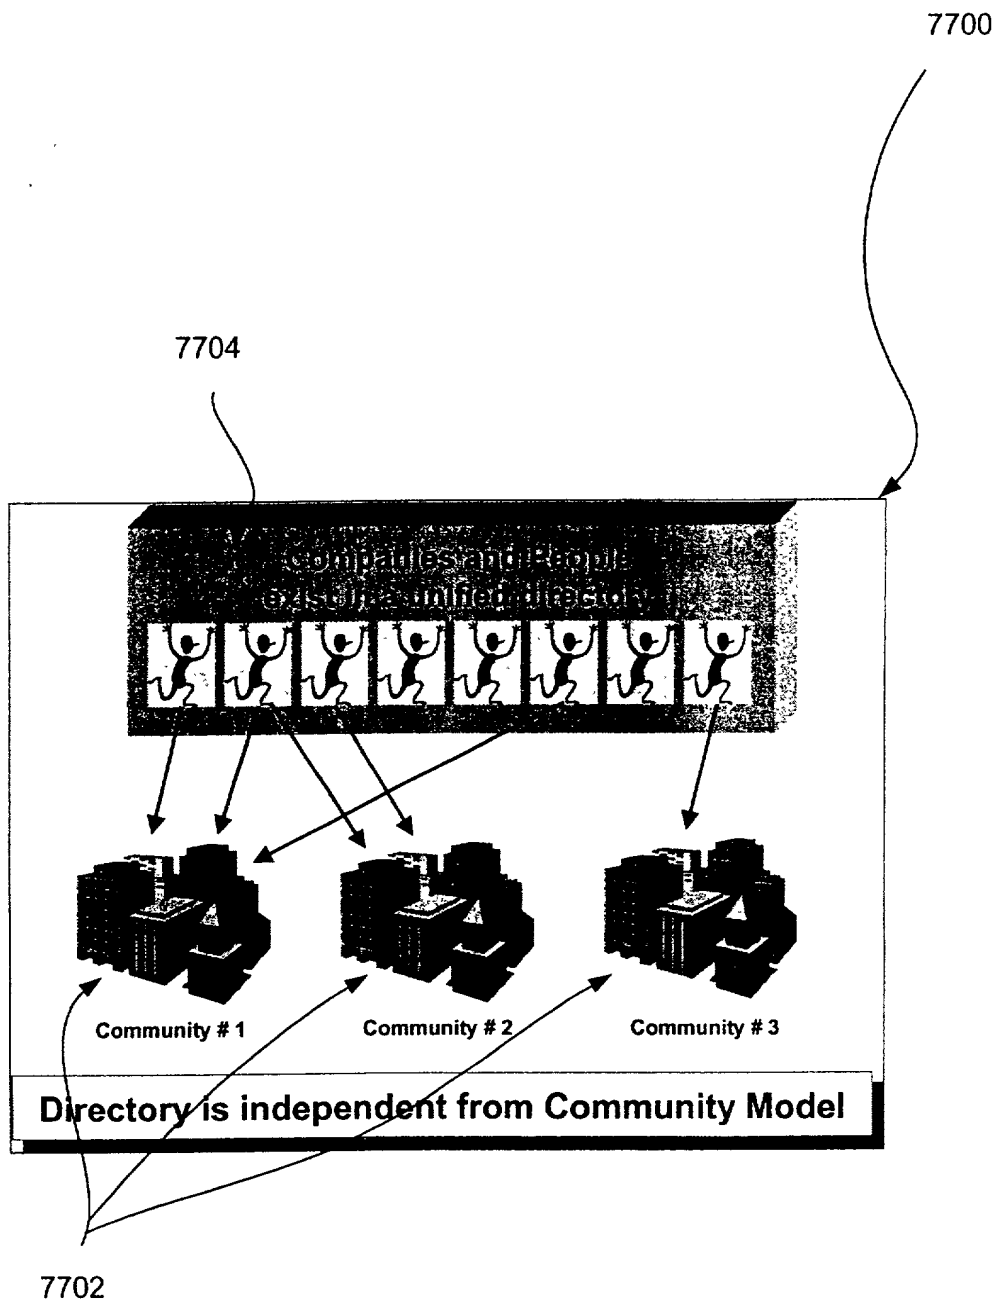 7700
7704
Companies and People
exist in a unified directory
Community # 1
Community # 2
Community # 3
Directory is independent from Community Model
7702